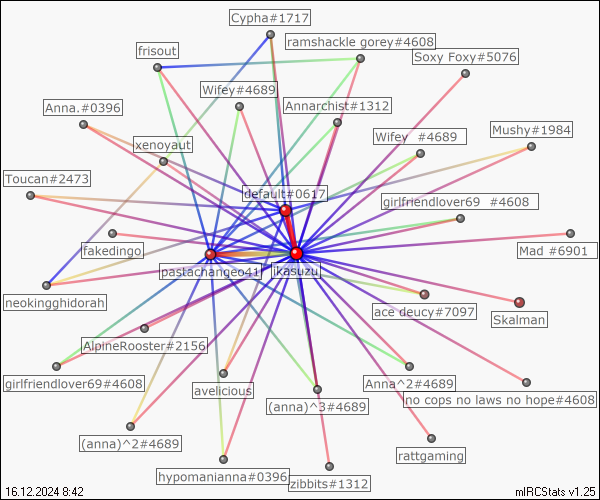 Cypha#1717
ramshackle gorey#4608
frisout
Soxy Foxy#5076
Wifey#4689
Anna.#0396
Annarchist#1312
Mushy#1984
Wifey #4689
xenoyaut
Toucan#2473
default#0617
girlfriendlover69 #4608
fakedingo
Mad #6901
pastachangeo41
ikasuzu
neokingghidorah
ace deucy#7097
Skalman
AlpineRooster#2156
girlfriendlover69#4608
avelicious
Anna^2#4689
no cops no laws no hope#4608
(anna)^3#4689
(anna)^2#4689
rattgaming
hypomanianna#0396
zibbits#1312
16.12.2024 8:42
mIRCStats v1.25